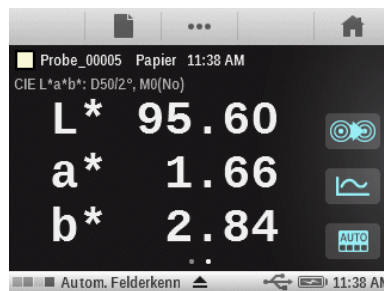 •••
Probe_00005 Papier 11:38 AM
CIE L*a*b*: D50/2°, M0(No)
L* 95.60
a* 1.66
b* 2.84
AUTO
Autom. Felderkenn 11:38 AM